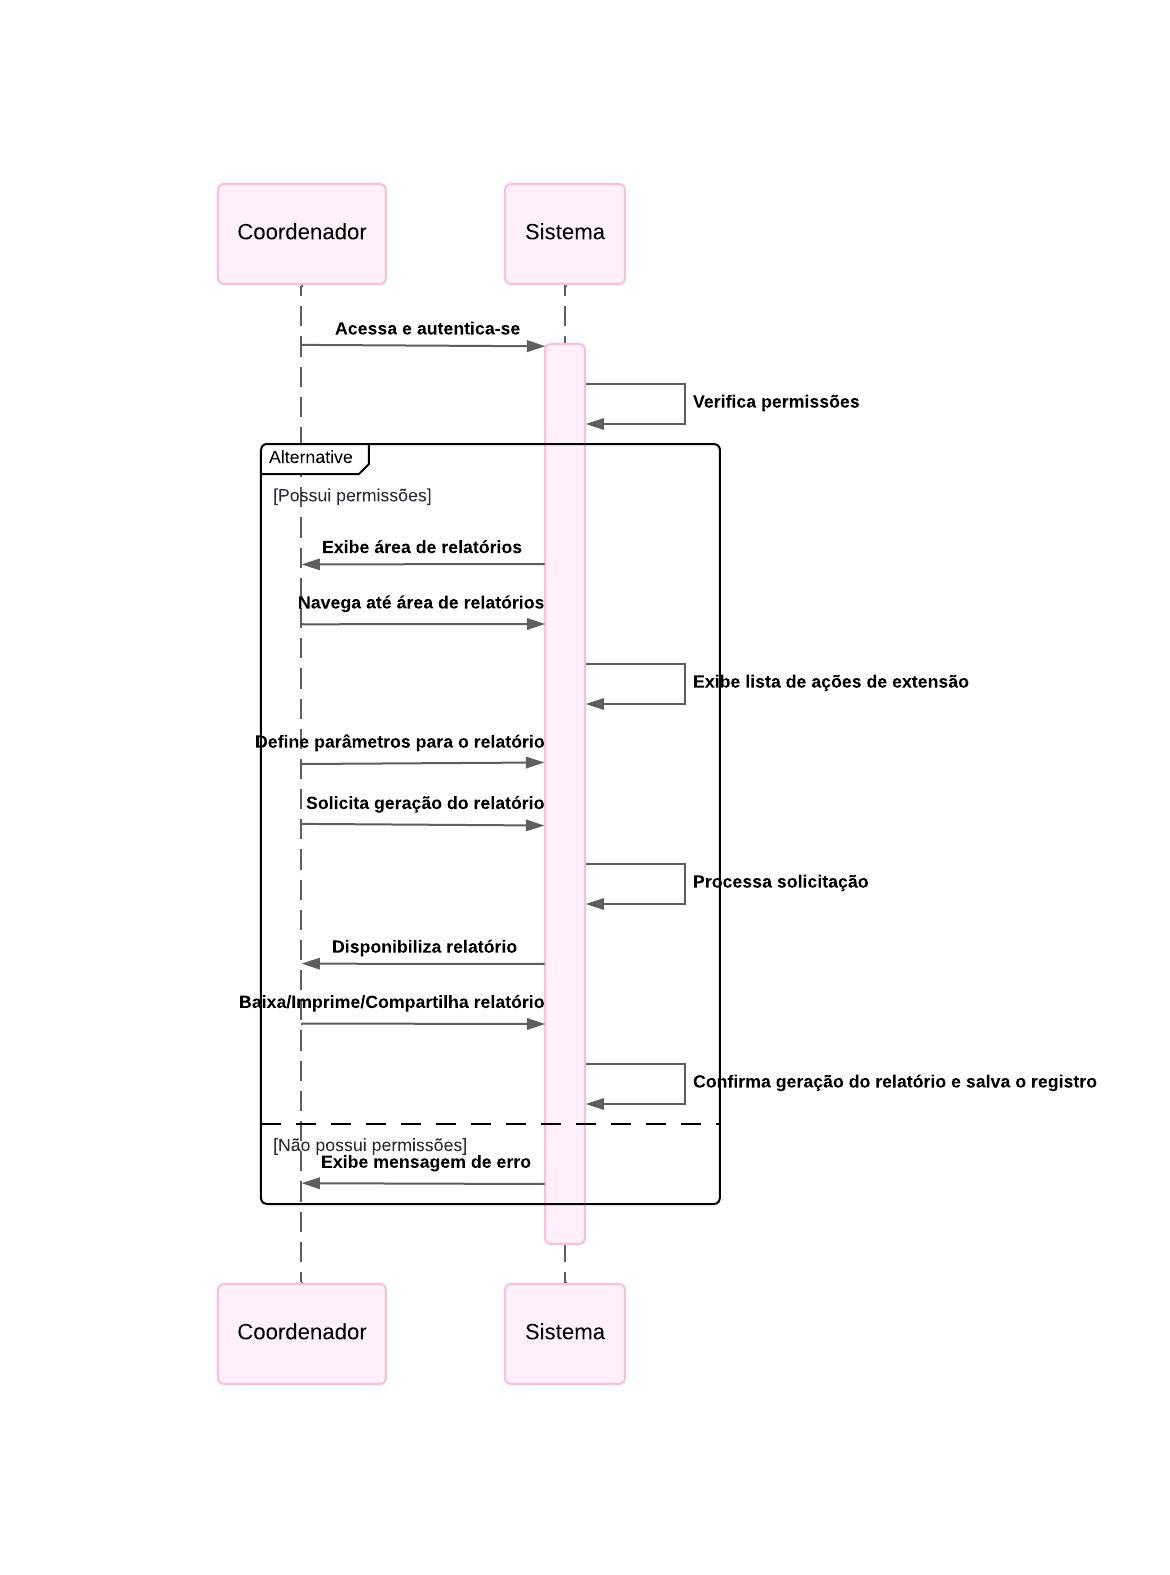 Coordenador
Sistema
Acessa e autentica-se
Verifica permissões
Alternative
[Possui permissões]
Exibe área de relatórios
Navega até área de relatórios
Exibe lista de ações de extensão
Define parâmetros para o relatório
Solicita geração do relatório
Processa solicitação
Disponibiliza relatório
Baixa/Imprime/Compartilha relatório
Confirma geração do relatório e salva o registro
[Não possui permissões]
Exibe mensagem de erro
Coordenador
Sistema